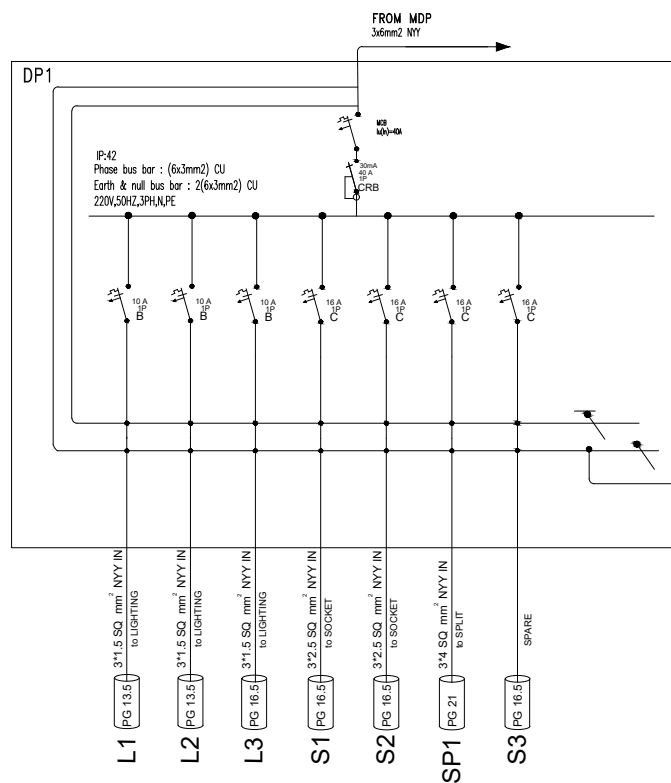 FROM MDP
3x6mm2 NYY
DP1
MCB
Iu(In)=40A
IP:42
Phase bus bar : (6x3mm2) CU
Earth & null bus bar : 2(6x3mm2) CU
220V,50HZ,3PH,N,PE
30mA
40 A
1P
CRB
10 A
1P
B
10 A
1P
B
10 A
1P
B
16 A
1P
C
16 A
1P
C
16 A
1P
C
16 A
1P
C
3*1.5 SQ mm² NYY IN
to LIGHTING
PG 13.5
L1
3*1.5 SQ mm² NYY IN
to LIGHTING
PG 13.5
L2
3*1.5 SQ mm² NYY IN
to LIGHTING
PG 16.5
L3
3*2.5 SQ mm² NYY IN
to SOCKET
PG 16.5
S1
3*2.5 SQ mm² NYY IN
to SOCKET
PG 16.5
S2
3*4 SQ mm² NYY IN
to SPLIT
PG 21
SP1
SPARE
PG 16.5
S3